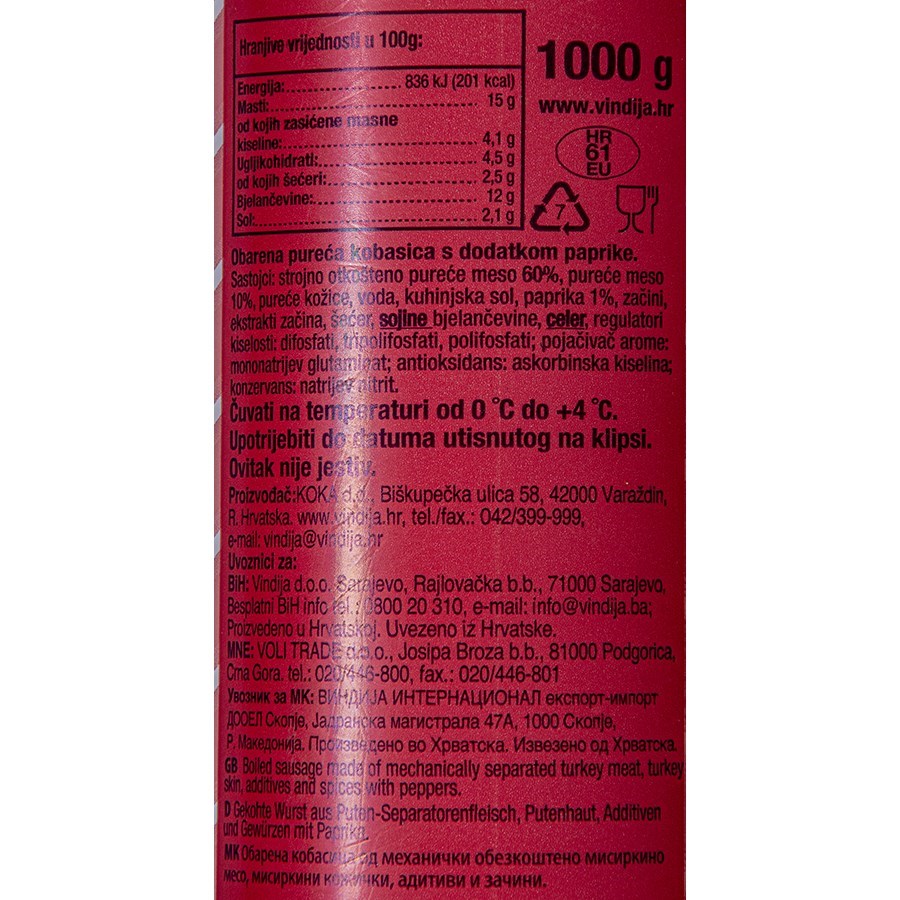 Hranjive vrijednosti u 100g:
Energija:........................ 836 kJ (201 kcal)
Masti:........................ 15 g
od kojih zasićene masne
kiseline:........................ 4,1 g
Ugljikohidrati:........................ 4,5 g
od kojih šećeri:........................ 2,5 g
Bjelančevine:........................ 12 g
Sol:........................ 2,1 g
1000 g
www.vindija.hr
HR
61
EU
7
Obarena pureća kobasica s dodatkom paprike.
Sastojci: strojno otkošteno pureće meso 60%, pureće meso
10%, pureće kožice, voda, kuhinjska sol, paprika 1%, začini,
ekstrakti začina, šećer, sojine bjelančevine, celer, regulatori
kiselosti: difosfati, tripolifosfati, polifosfati; pojačivač arome:
mononatrijev glutaminat; antioksidans: askorbinska kiselina;
konzervans: natrijev nitrit.
Čuvati na temperaturi od 0 °C do +4 °C.
Upotrijebiti do datuma utisnutog na klipsi.
Ovitak nije jestiv.
Proizvođač:KOKA d.d., Biškupečka ulica 58, 42000 Varaždin,
R. Hrvatska. www.vindija.hr, tel./fax.: 042/399-999,
e-mail: vindija@vindija.hr
Uvoznici za:
BiH: Vindija d.o.o. Sarajevo, Rajlovačka b.b., 71000 Sarajevo,
Besplatni BiH info tel.: 0800 20 310, e-mail: info@vindija.ba;
Proizvedeno u Hrvatskoj. Uvezeno iz Hrvatske.
MNE: VOLI TRADE d.o.o., Josipa Broza b.b., 81000 Podgorica,
Crna Gora. tel.: 020/446-800, fax.: 020/446-801
Увозник за МК: ВИНДИЈА ИНТЕРНАЦИОНАЛ експорт-импорт
ДООЕЛ Скопје, Јадранска магистрала 47А, 1000 Скопје,
Р. Македонија. Произведено во Хрватска. Извезено од Хрватска.
GB Boiled sausage made of mechanically separated turkey meat, turkey
skin, additives and spices with peppers.
D Gekohte Wurst aus Puten-Separatorenfleisch, Putenhaut, Additiven
und Gewürzen mit Paprika.
МК Обарена кобасица од механички обезкоштено мисиркино
месо, мисиркини кожички, адитиви и зачини.